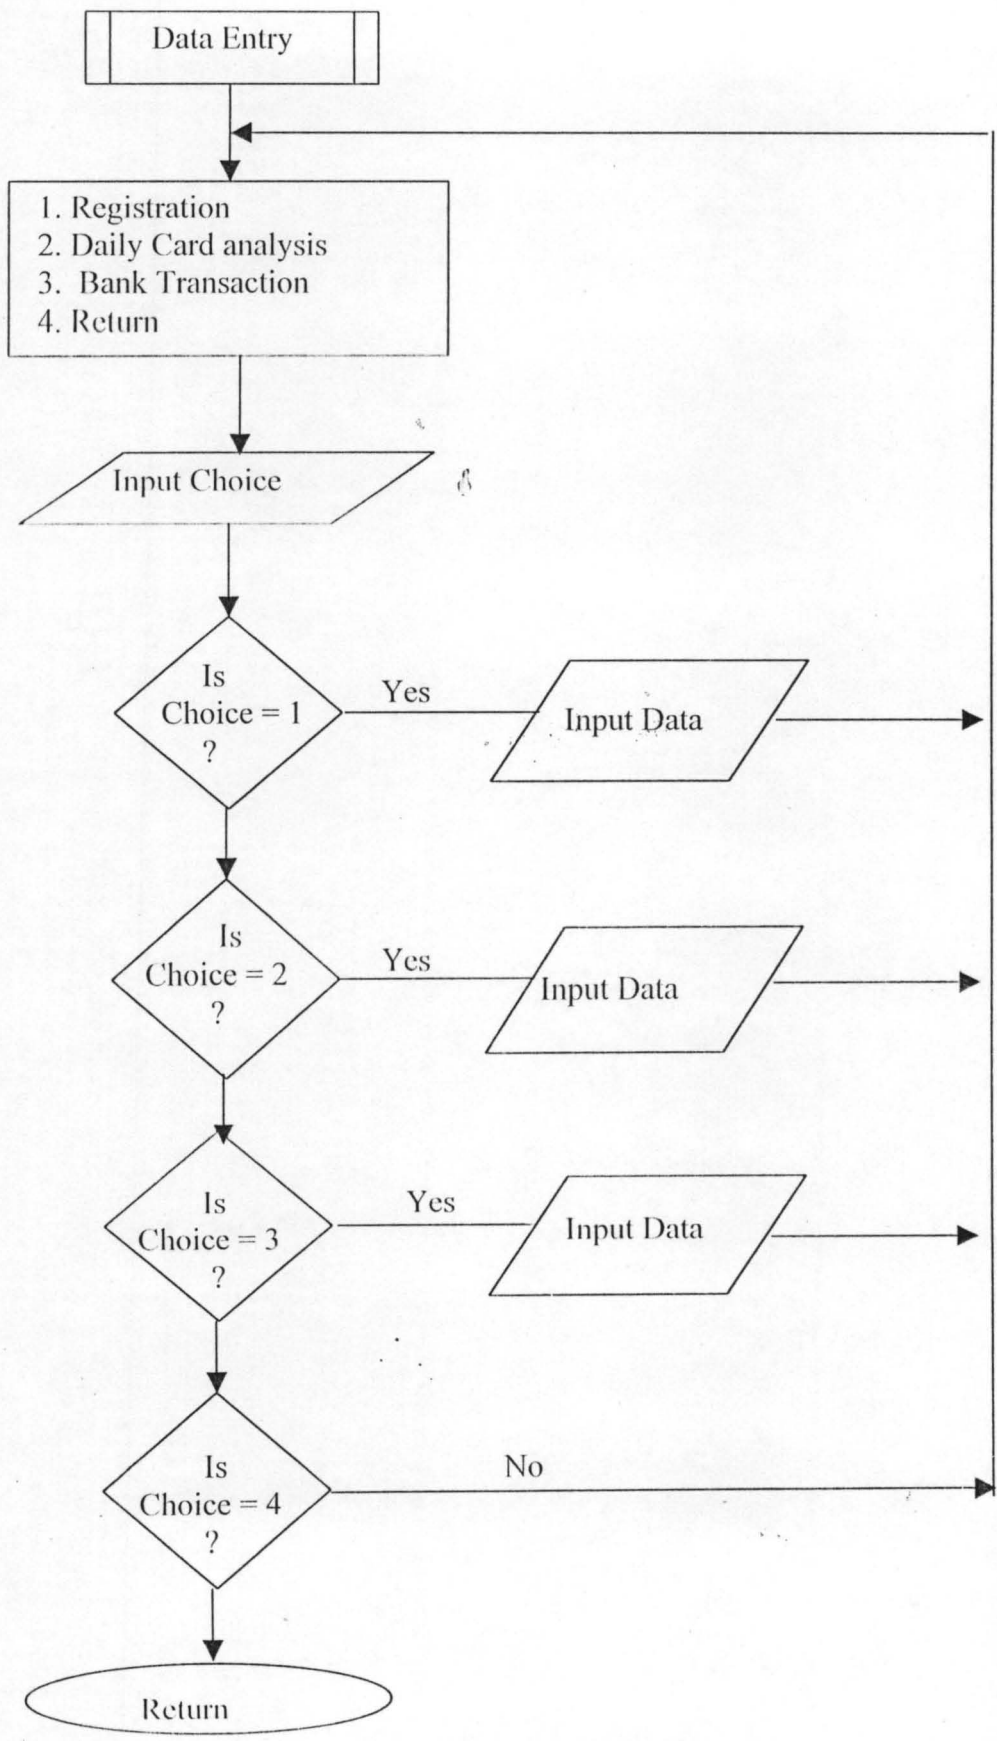 Data Entry
1. Registration
2. Daily Card analysis
3. Bank Transaction
4. Return
Input Choice
Is
Choice = 1
?
Yes
Input Data
Is
Choice = 2
?
Yes
Input Data
Is
Choice = 3
?
Yes
Input Data
Is
Choice = 4
?
No
Return